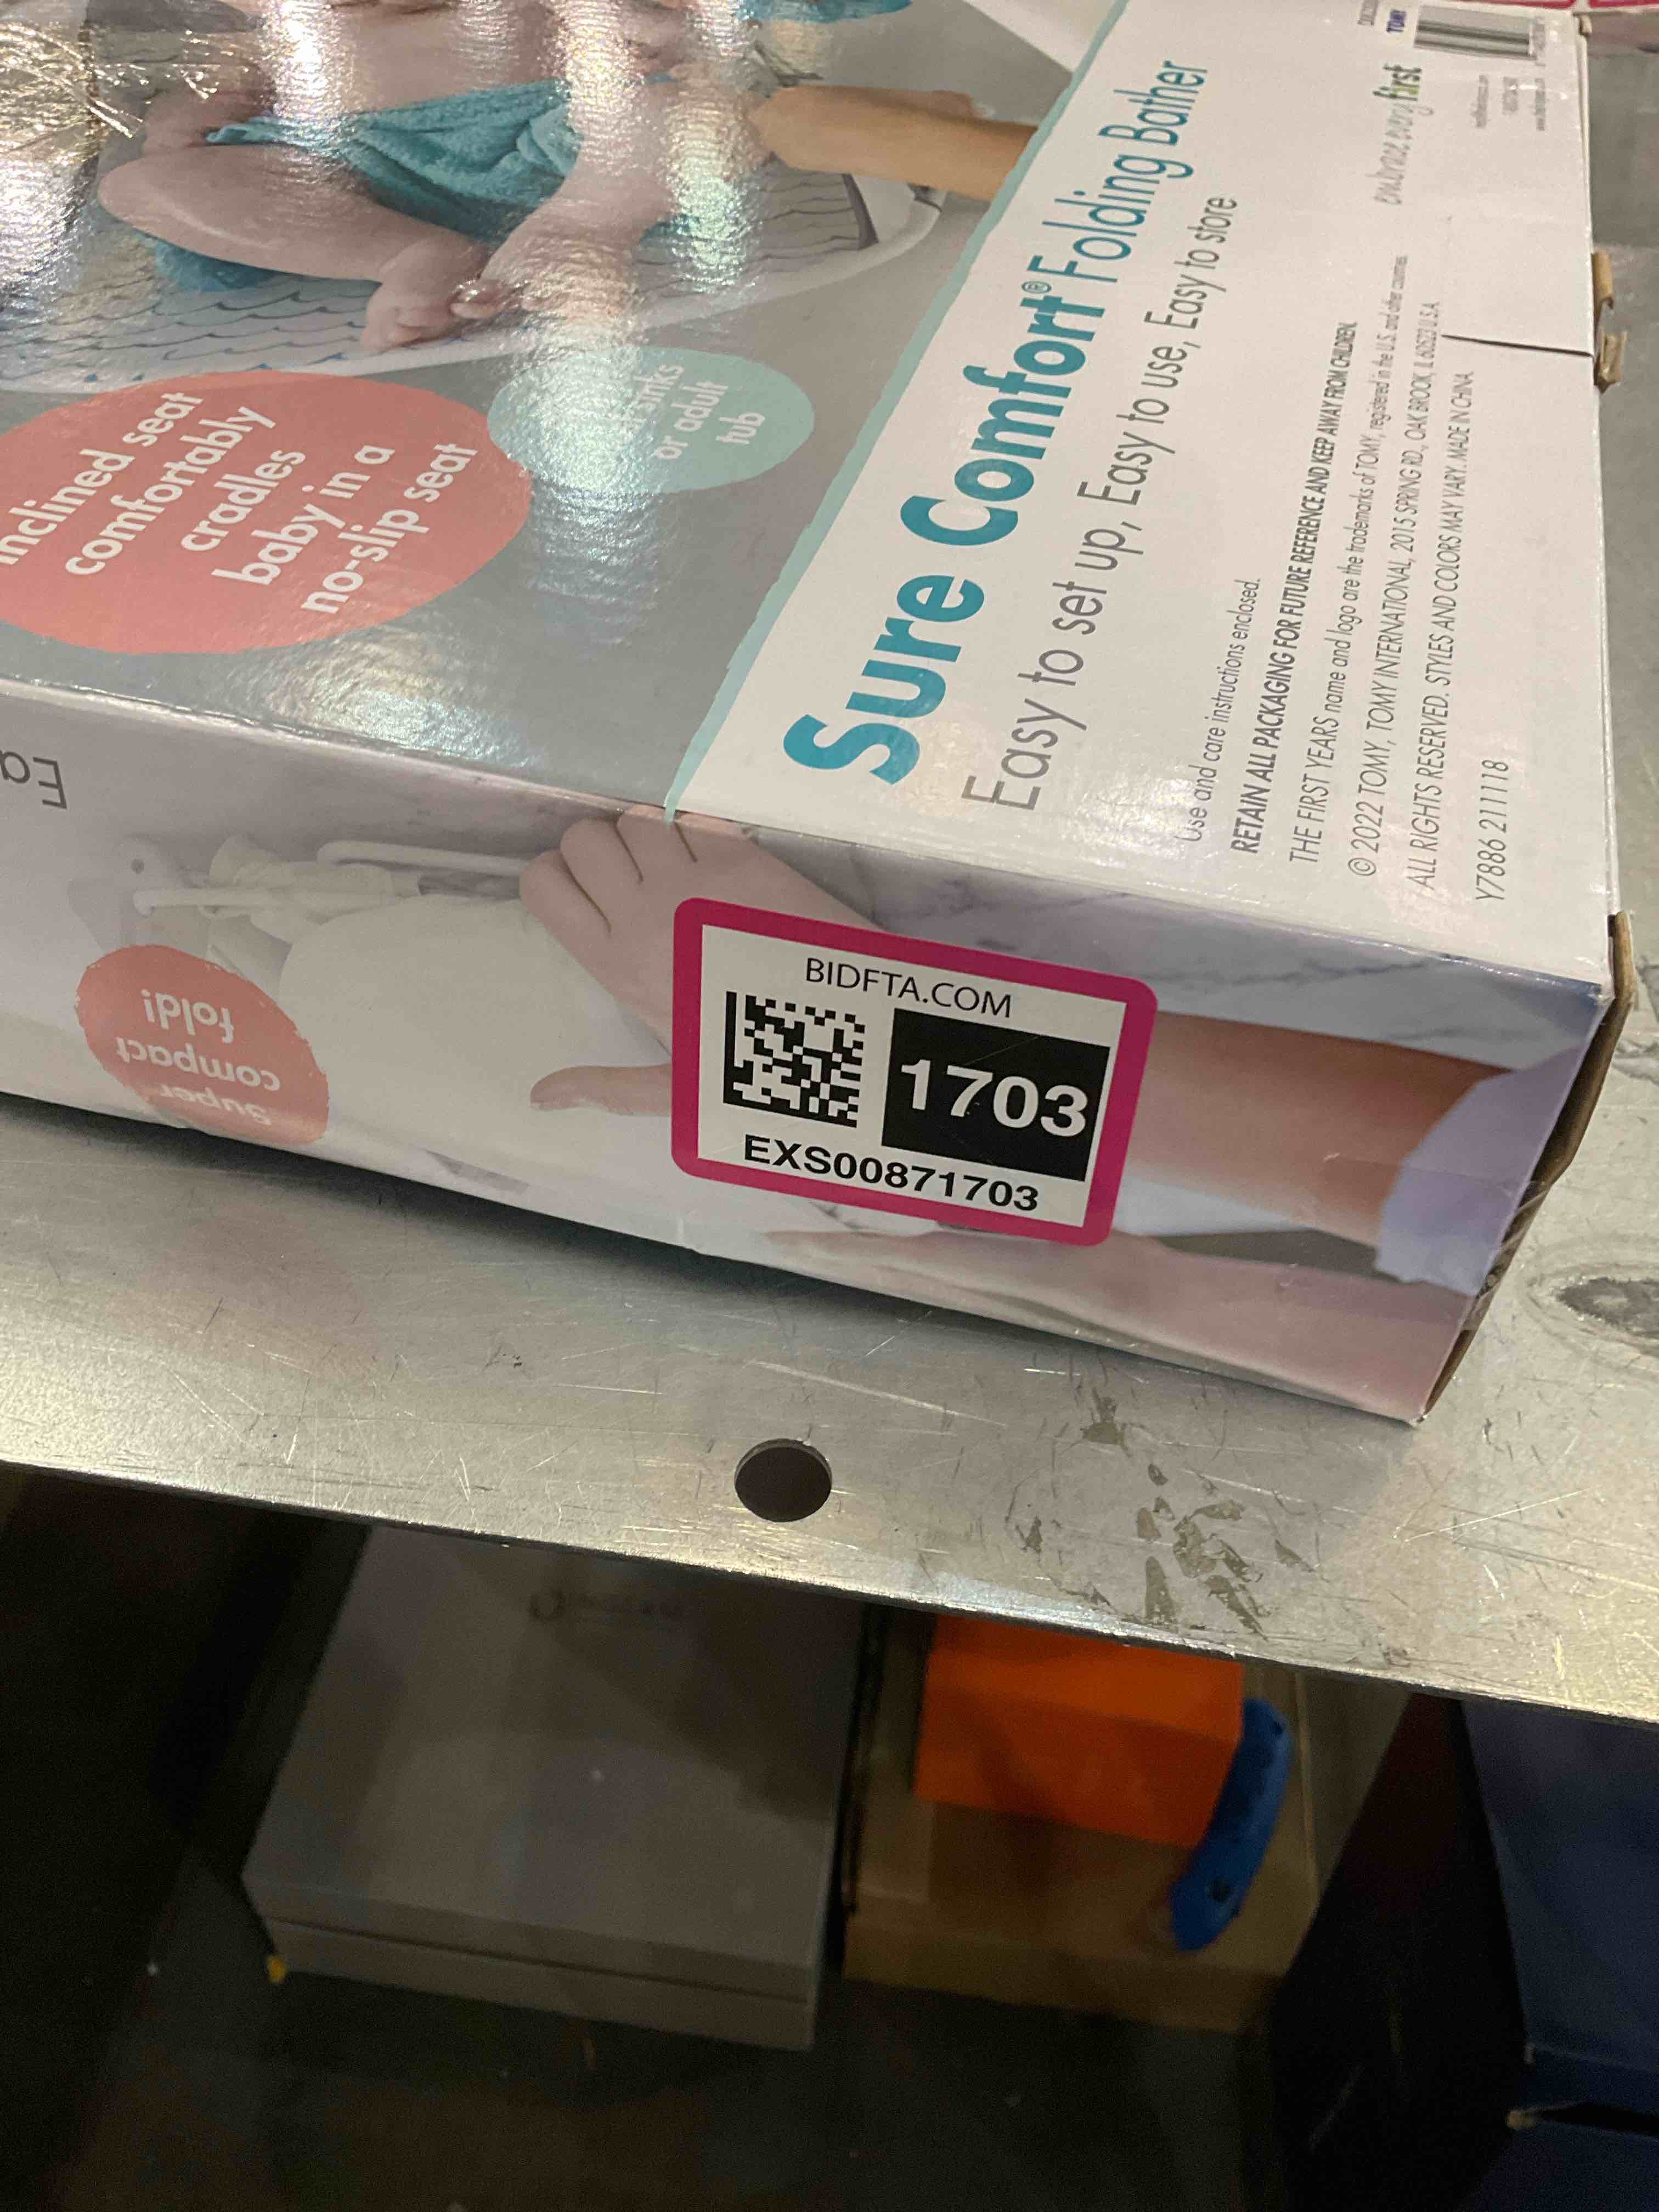 inclined seat
comfortably
cradles
baby in a
no-slip seat
or adult
tub
Sure Comfort® Folding Bather
Easy to set up, Easy to use, Easy to store
Use and care instructions enclosed.
RETAIN ALL PACKAGING FOR FUTURE REFERENCE AND KEEP AWAY FROM CHILDREN.
THE FIRST YEARS name and logo are the trademarks of TOMY, registered in the U.S. and other countries.
© 2022 TOMY, TOMY INTERNATIONAL, 2015 SPRING RD., OAK BROOK, IL 60523 U.S.A.
ALL RIGHTS RESERVED. STYLES AND COLORS MAY VARY. MADE IN CHINA.
Y7886 211118
embrace every first
TOMY
Ea
Super
compact
fold!
BIDFTA.COM
1703
EXS00871703